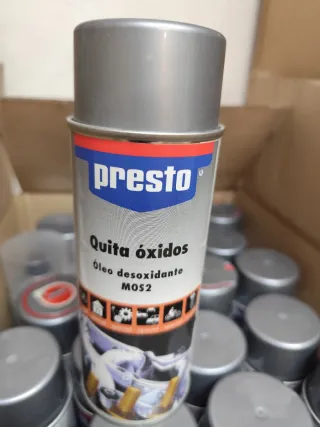 presto
Quita óxidos
Óleo desoxidante
MOS2